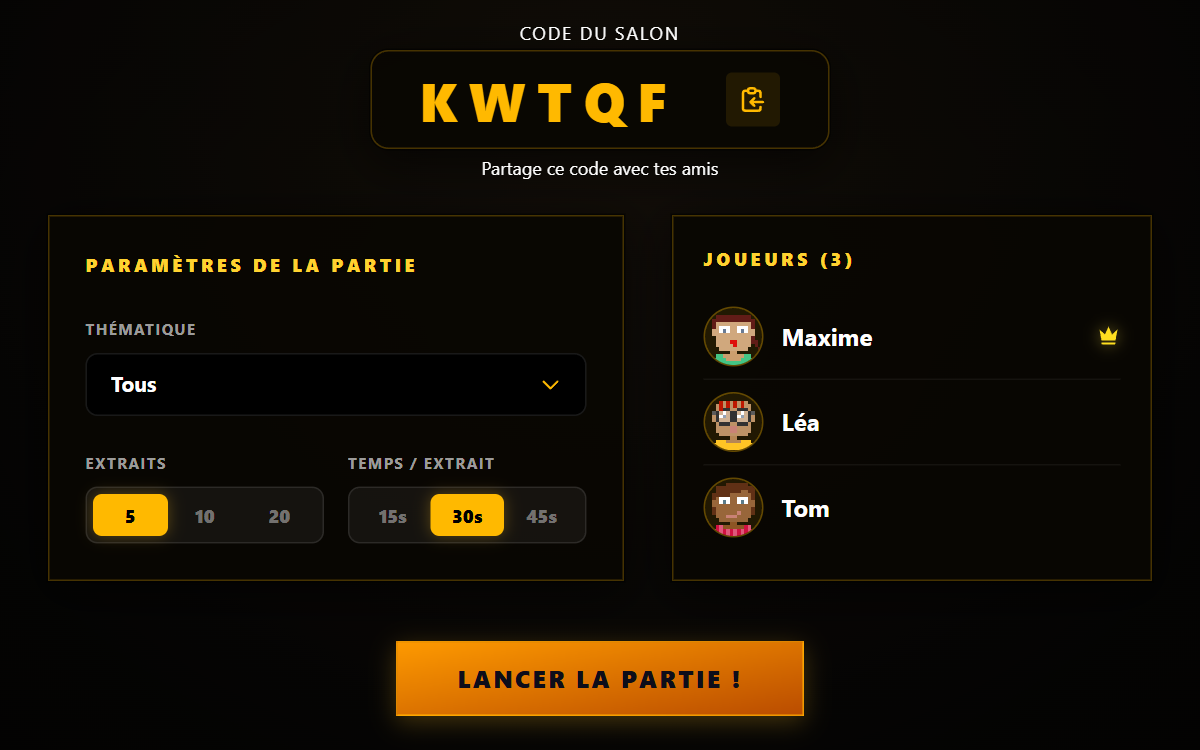 CODE DU SALON
KWTQF
Partage ce code avec tes amis
PARAMÈTRES DE LA PARTIE
THÉMATIQUE
Tous
EXTRAITS
5 10 20
TEMPS / EXTRAIT
15s 30s 45s
JOUEURS (3)
Maxime
Léa
Tom
LANCER LA PARTIE !